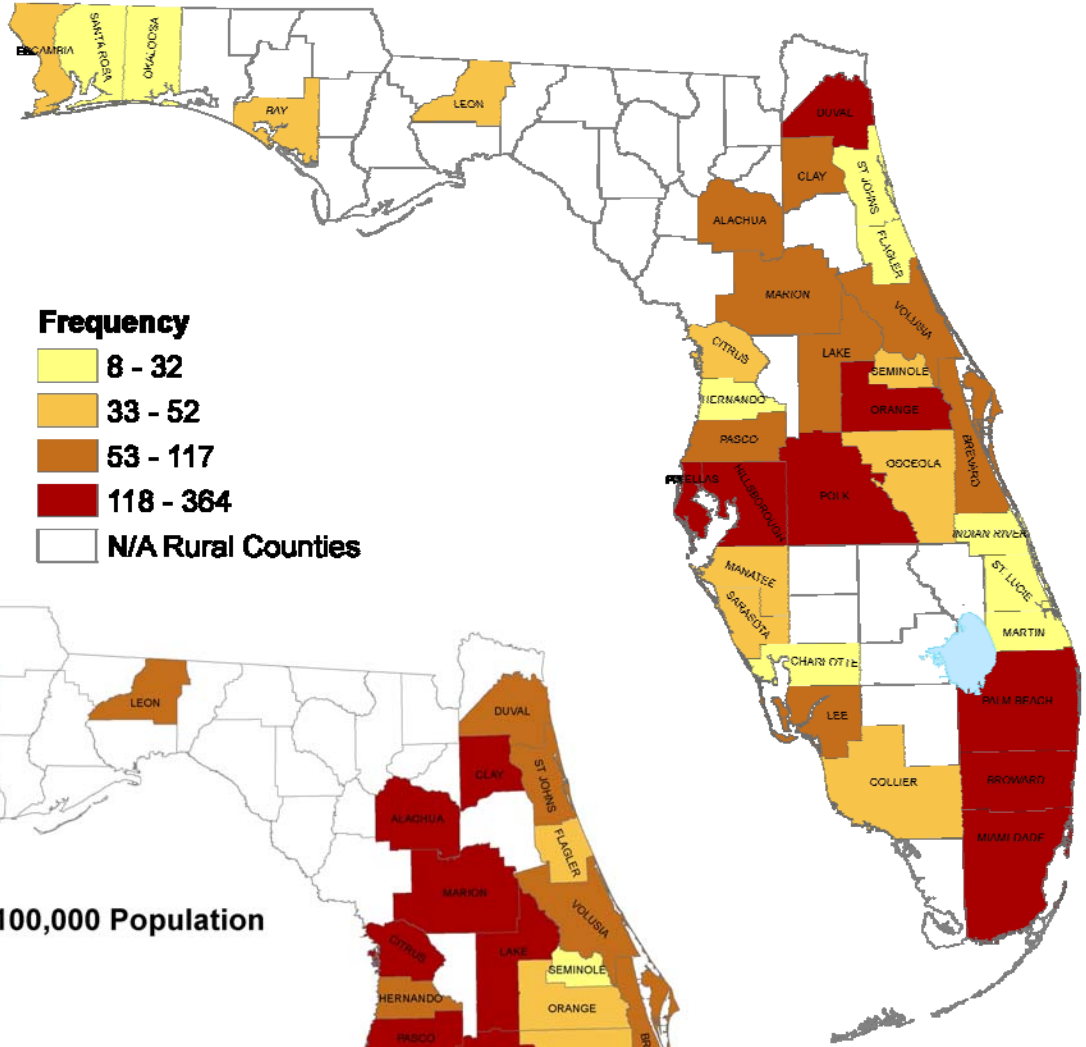 ESCAMBIA
SANTA ROSA
OKALOOSA
BAY
LEON
DUVAL
CLAY
ST JOHNS
ALACHUA
FLAGLER
MARION
VOLUSIA
CITRUS
LAKE
SEMINOLE
HERNANDO
ORANGE
PASCO
OSCEOLA
BREVARD
PINELLAS
HILLSBOROUGH
POLK
INDIAN RIVER
MANATEE
ST. LUCIE
SARASOTA
MARTIN
CHARLOTTE
PALM BEACH
LEE
COLLIER
BROWARD
MIAMI DADE
Frequency
8 - 32
33 - 52
53 - 117
118 - 364
N/A Rural Counties
LEON
DUVAL
CLAY
ST JOHNS
ALACHUA
FLAGLER
MARION
VOLUSIA
CITRUS
LAKE
SEMINOLE
HERNANDO
ORANGE
PASCO
BR
100,000 Population